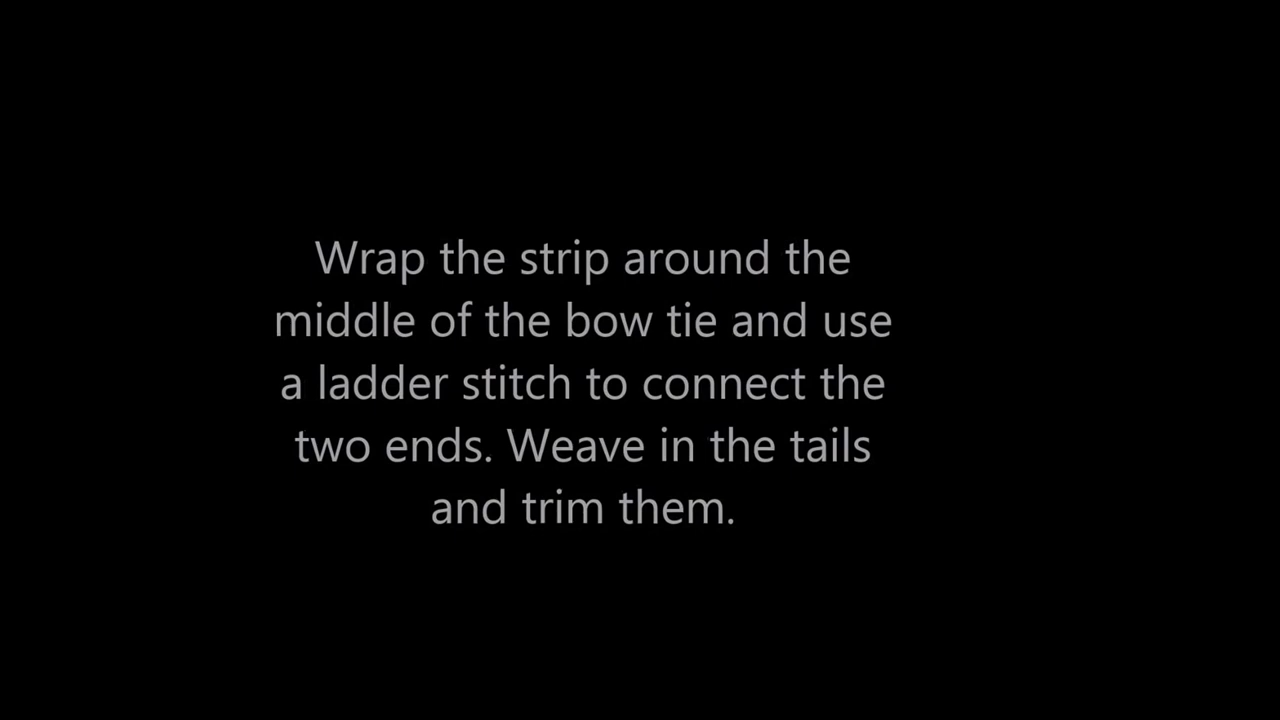 Wrap the strip around the
middle of the bow tie and use
a ladder stitch to connect the
two ends. Weave in the tails
and trim them.